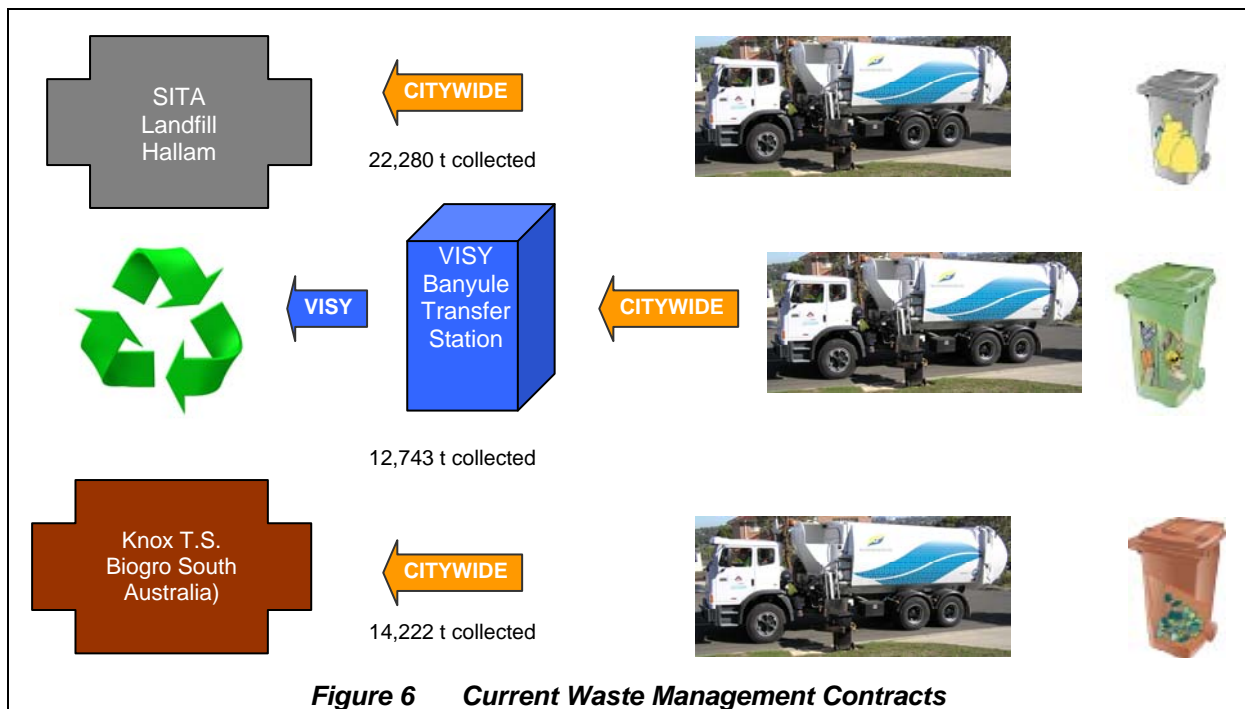 SITA
Landfill
Hallam
CITYWIDE
22,280 t collected
VISY
VISY
Banyule
Transfer
Station
CITYWIDE
12,743 t collected
Knox T.S.
Biogro South
Australia)
CITYWIDE
14,222 t collected
Figure 6 Current Waste Management Contracts